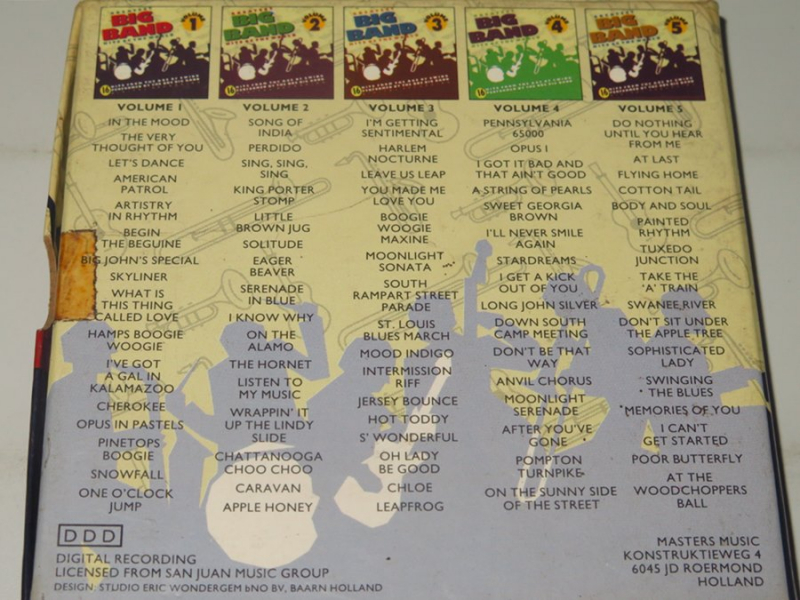 BIG BAND 1
BIG BAND 2
BIG BAND 3
BIG BAND 4
BIG BAND 5
VOLUME 1
IN THE MOOD
THE VERY
THOUGHT OF YOU
LET'S DANCE
AMERICAN
PATROL
ARTISTRY
IN RHYTHM
BEGIN
THE BEGUINE
BIG JOHN'S SPECIAL
SKYLINER
WHAT IS
THIS THING
CALLED LOVE
HAMPS BOOGIE
WOOGIE
I'VE GOT
A GAL IN
KALAMAZOO
CHEROKEE
OPUS IN PASTELS
PINETOPS
BOOGIE
SNOWFALL
ONE O'CLOCK
JUMP
VOLUME 2
SONG OF
INDIA
PERDIDO
SING, SING,
SING
KING PORTER
STOMP
LITTLE
BROWN JUG
SOLITUDE
EAGER
BEAVER
SERENADE
IN BLUE
I KNOW WHY
ON THE
ALAMO
THE HORNET
LISTEN TO
MY MUSIC
WRAPPIN' IT
UP THE LINDY
SLIDE
CHATTANOOGA
CHOO CHOO
CARAVAN
APPLE HONEY
VOLUME 3
I'M GETTING
SENTIMENTAL
HARLEM
NOCTURNE
LEAVE US LEAP
YOU MADE ME
LOVE YOU
BOOGIE
WOOGIE
MAXINE
MOONLIGHT
SONATA
SOUTH
RAMPART STREET
PARADE
ST. LOUIS
BLUES MARCH
MOOD INDIGO
INTERMISSION
RIFF
JERSEY BOUNCE
HOT TODDY
S' WONDERFUL
OH LADY
BE GOOD
CHLOE
LEAPFROG
VOLUME 4
PENNSYLVANIA
65000
OPUS 1
I GOT IT BAD AND
THAT AIN'T GOOD
A STRING OF PEARLS
SWEET GEORGIA
BROWN
I'LL NEVER SMILE
AGAIN
STARDREAMS
I GET A KICK
OUT OF YOU
LONG JOHN SILVER
DOWN SOUTH
CAMP MEETING
DON'T BE THAT
WAY
ANVIL CHORUS
MOONLIGHT
SERENADE
AFTER YOU'VE
GONE
POMPTON
TURNPIKE
ON THE SUNNY SIDE
OF THE STREET
VOLUME 5
DO NOTHING
UNTIL YOU HEAR
FROM ME
AT LAST
FLYING HOME
COTTON TAIL
BODY AND SOUL
PAINTED
RHYTHM
TUXEDO
JUNCTION
TAKE THE
'A' TRAIN
SWANEE RIVER
DON'T SIT UNDER
THE APPLE TREE
SOPHISTICATED
LADY
SWINGING
THE BLUES
MEMORIES OF YOU
I CAN'T
GET STARTED
POOR BUTTERFLY
AT THE
WOODCHOPPERS
BALL
DDD
DIGITAL RECORDING
LICENSED FROM SAN JUAN MUSIC GROUP
DESIGN: STUDIO ERIC WONDERGEM bNO BV, BAARN HOLLAND
MASTERS MUSIC
KONSTRUKTIEWEG 4
6045 JD ROERMOND
HOLLAND